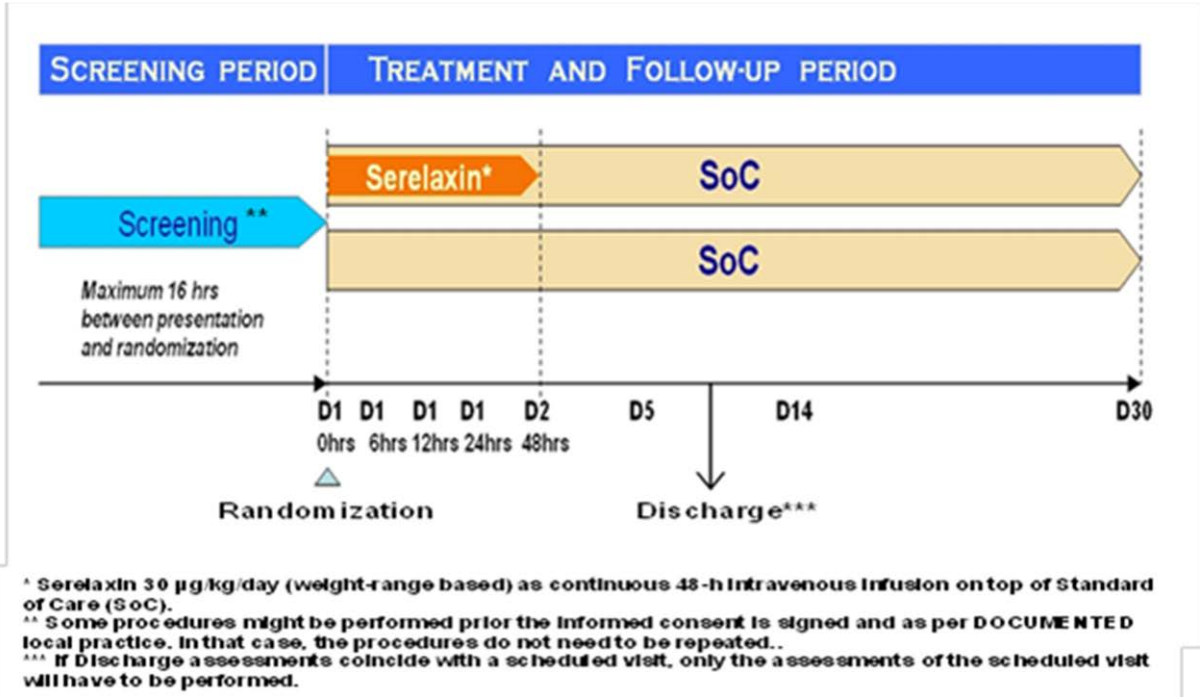 SCREENING PERIOD
TREATMENT AND FOLLOW-UP PERIOD
Serelaxin*
SoC
Screening **
SoC
Maximum 16 hrs
between presentation
and randomization
D1 D1 D1 D1 D2 D5 D14 D30
0hrs 6hrs 12hrs 24hrs 48hrs
Randomization
Discharge***
* Serelaxin 30 µg/kg/day (weight-range based) as continuous 48-h intravenous infusion on top of Standard
of Care (SoC).
** Some procedures might be performed prior the informed consent is signed and as per DOCUMENTED
local practice. In that case, the procedures do not need to be repeated..
*** If Discharge assessments coincide with a scheduled visit, only the assessments of the scheduled visit
will have to be performed.